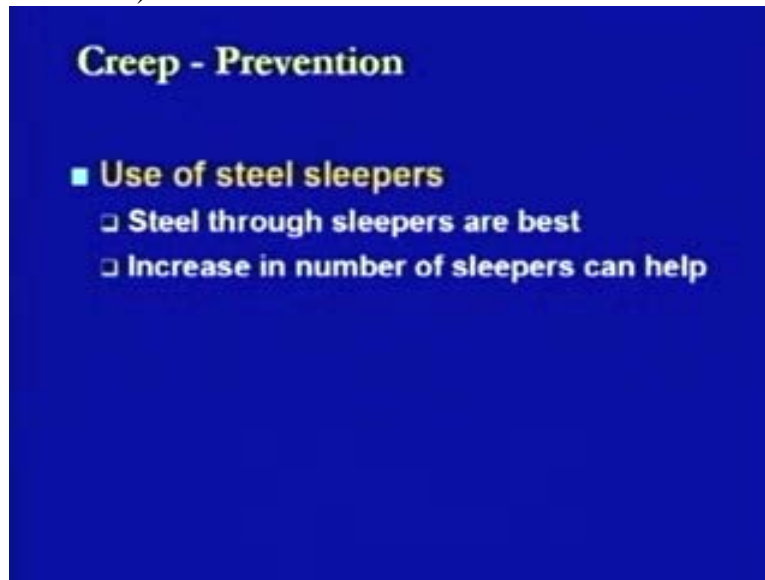 Creep - Prevention
Use of steel sleepers
Steel through sleepers are best
Increase in number of sleepers can help